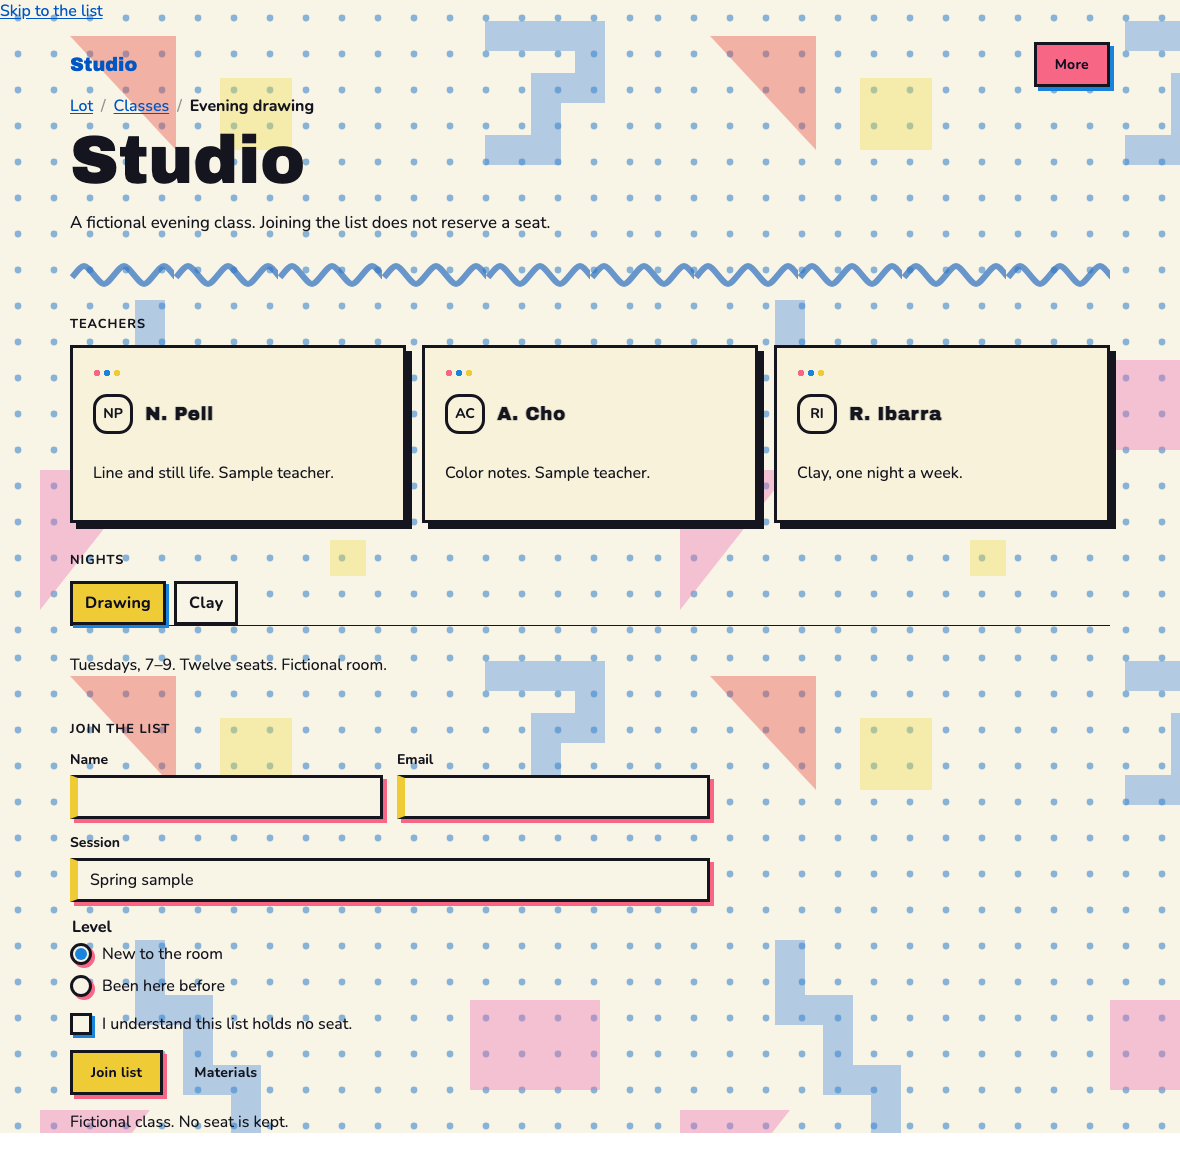 Skip to the list
Studio
More
Lot / Classes / Evening drawing
Studio
A fictional evening class. Joining the list does not reserve a seat.
TEACHERS
NP N. Pell
Line and still life. Sample teacher.
AC A. Cho
Color notes. Sample teacher.
RI R. Ibarra
Clay, one night a week.
NIGHTS
Drawing Clay
Tuesdays, 7–9. Twelve seats. Fictional room.
JOIN THE LIST
Name Email
Session
Spring sample
Level
New to the room
Been here before
I understand this list holds no seat.
Join list Materials
Fictional class. No seat is kept.